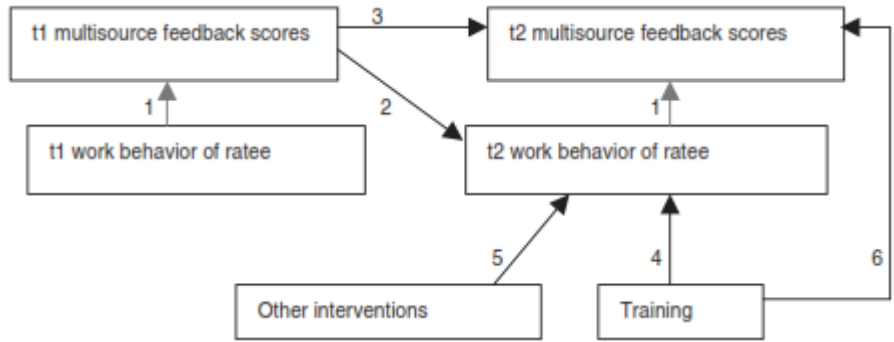 3
t1 multisource feedback scores
t2 multisource feedback scores
1
2
1
t1 work behavior of ratee
t2 work behavior of ratee
5
4
6
Other interventions
Training